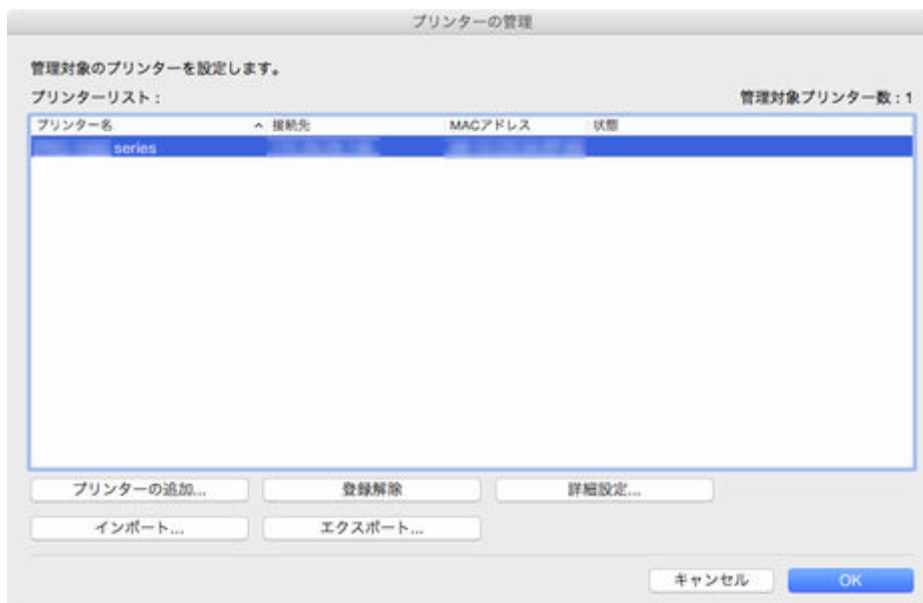 プリンターの管理
管理対象のプリンターを設定します。
プリンターリスト：
管理対象プリンター数：1
プリンター名 接続先 MACアドレス 状態
series
プリンターの追加... 登録解除 詳細設定...
インポート... エクスポート...
キャンセル OK